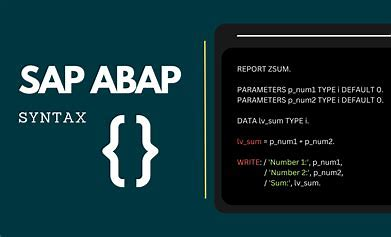 SAP ABAP
SYNTAX
{}
REPORT ZSUM.
PARAMETERS p_num1 TYPE i DEFAULT 0.
PARAMETERS p_num2 TYPE i DEFAULT 0.
DATA lv_sum TYPE i.
lv_sum = p_num1 + p_num2.
WRITE: / 'Number 1:', p_num1,
/ 'Number 2:', p_num2,
/ 'Sum:', lv_sum.